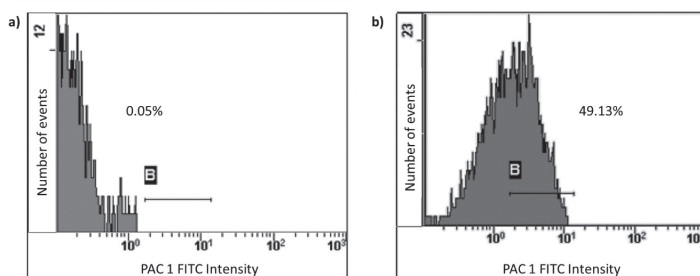 a)
12
Number of events
0.05%
B
10⁰ 10¹ 10² 10³
PAC 1 FITC Intensity
b)
23
Number of events
49.13%
B
10⁰ 10¹ 10²
PAC 1 FITC Intensity